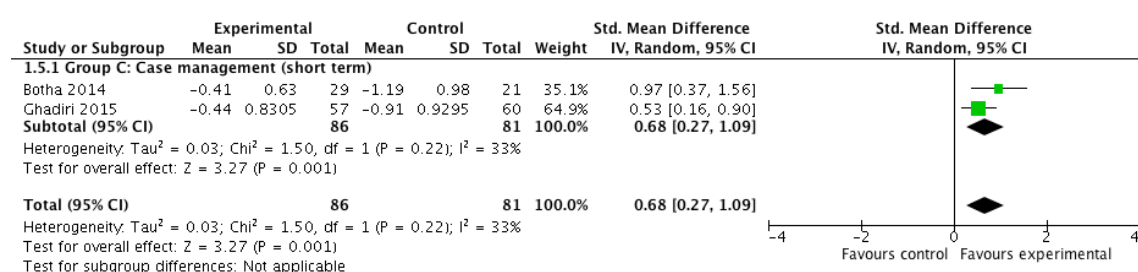 Experimental Control Std. Mean Difference Std. Mean Difference
Study or Subgroup Mean SD Total Mean SD Total Weight IV, Random, 95% CI IV, Random, 95% CI
1.5.1 Group C: Case management (short term)
Botha 2014 -0.41 0.63 29 -1.19 0.98 21 35.1% 0.97 [0.37, 1.56]
Ghadiri 2015 -0.44 0.8305 57 -0.91 0.9295 60 64.9% 0.53 [0.16, 0.90]
Subtotal (95% CI) 86 81 100.0% 0.68 [0.27, 1.09]
Heterogeneity: Tau² = 0.03; Chi² = 1.50, df = 1 (P = 0.22); I² = 33%
Test for overall effect: Z = 3.27 (P = 0.001)
Total (95% CI) 86 81 100.0% 0.68 [0.27, 1.09]
Heterogeneity: Tau² = 0.03; Chi² = 1.50, df = 1 (P = 0.22); I² = 33%
Test for overall effect: Z = 3.27 (P = 0.001)
Test for subgroup differences: Not applicable
-4 -2 0 2 4
Favours control Favours experimental